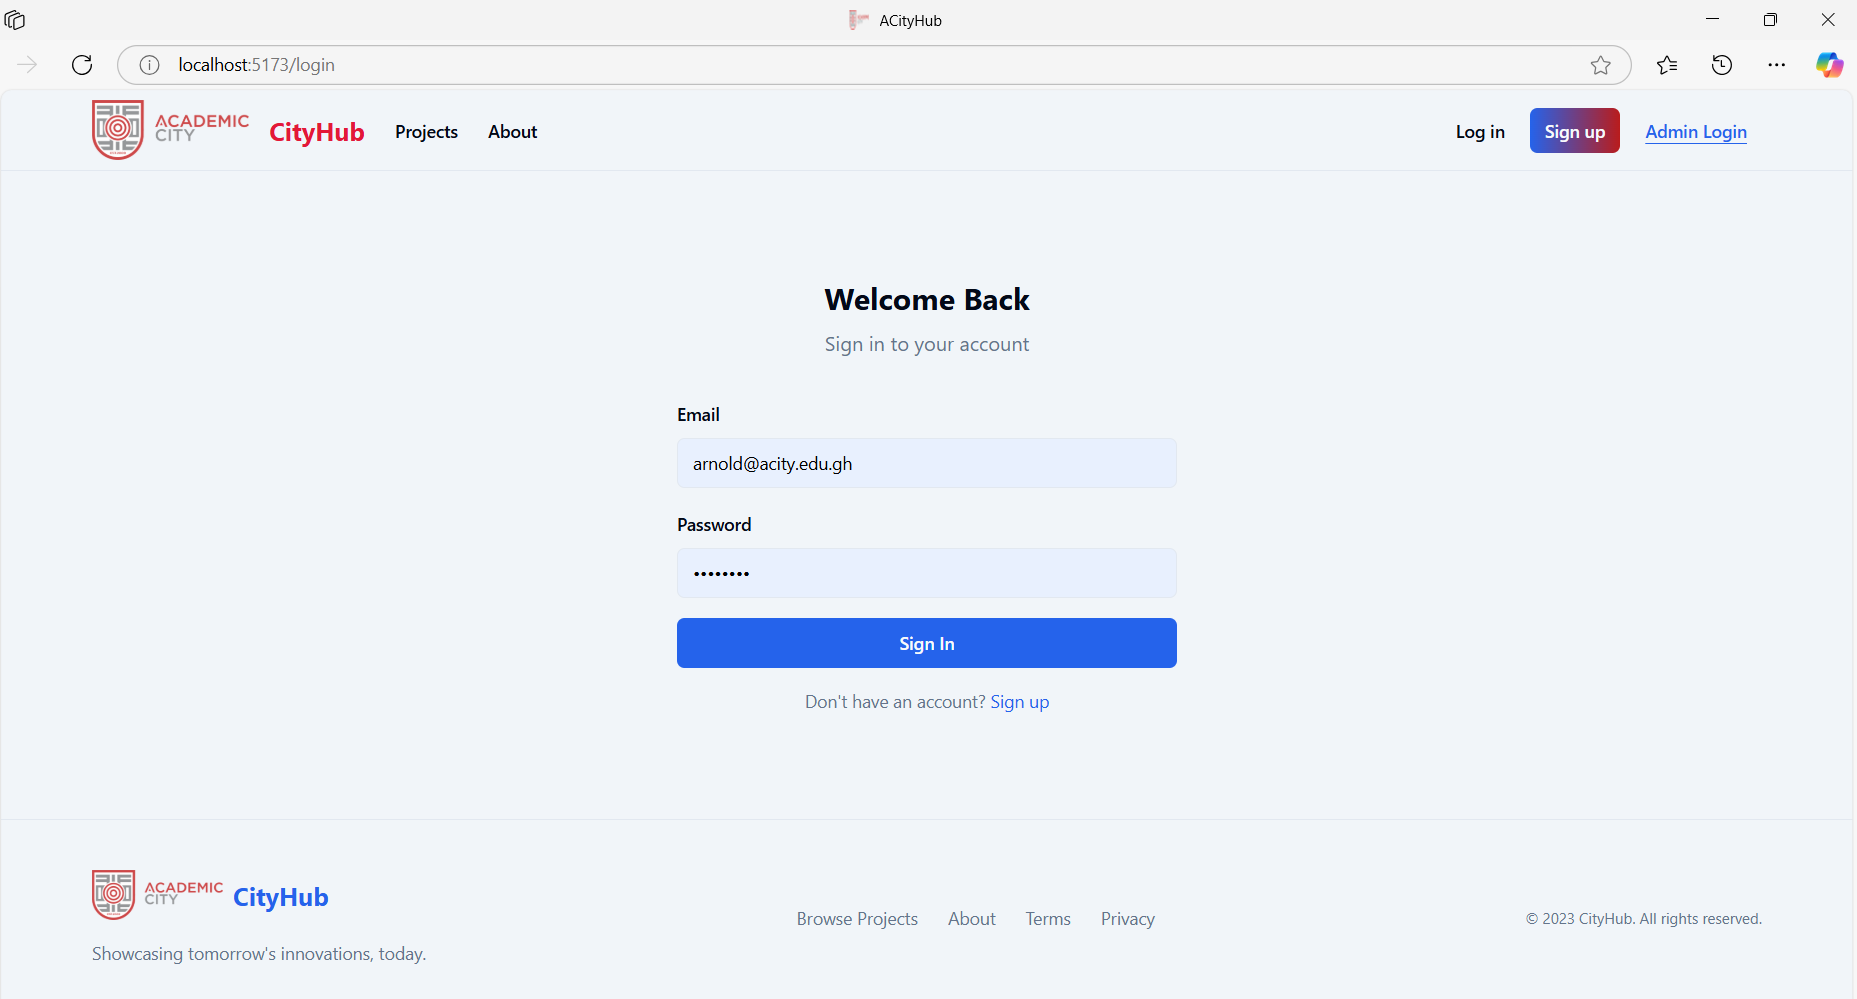 ACityHub
localhost:5173/login
ACADEMIC
CITY
CityHub
Projects
About
Log in
Sign up
Admin Login
Welcome Back
Sign in to your account
Email
arnold@acity.edu.gh
Password
••••••••
Sign In
Don't have an account? Sign up
ACADEMIC
CITY
CityHub
Showcasing tomorrow's innovations, today.
Browse Projects
About
Terms
Privacy
© 2023 CityHub. All rights reserved.